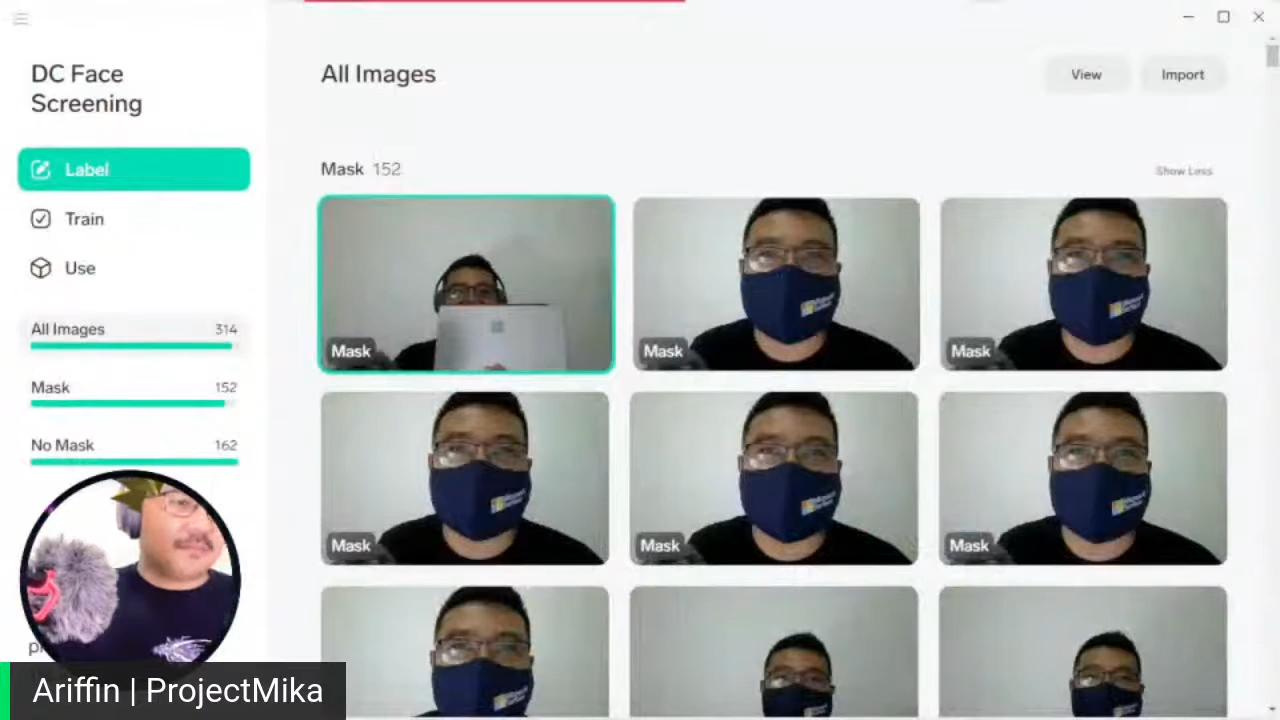 DC Face
Screening
All Images
View
Import
Label
Train
Use
Mask 152
Show Less
All Images 314
Mask 152
No Mask 162
Mask
Mask
Mask
Mask
Mask
Mask
Ariffin | ProjectMika